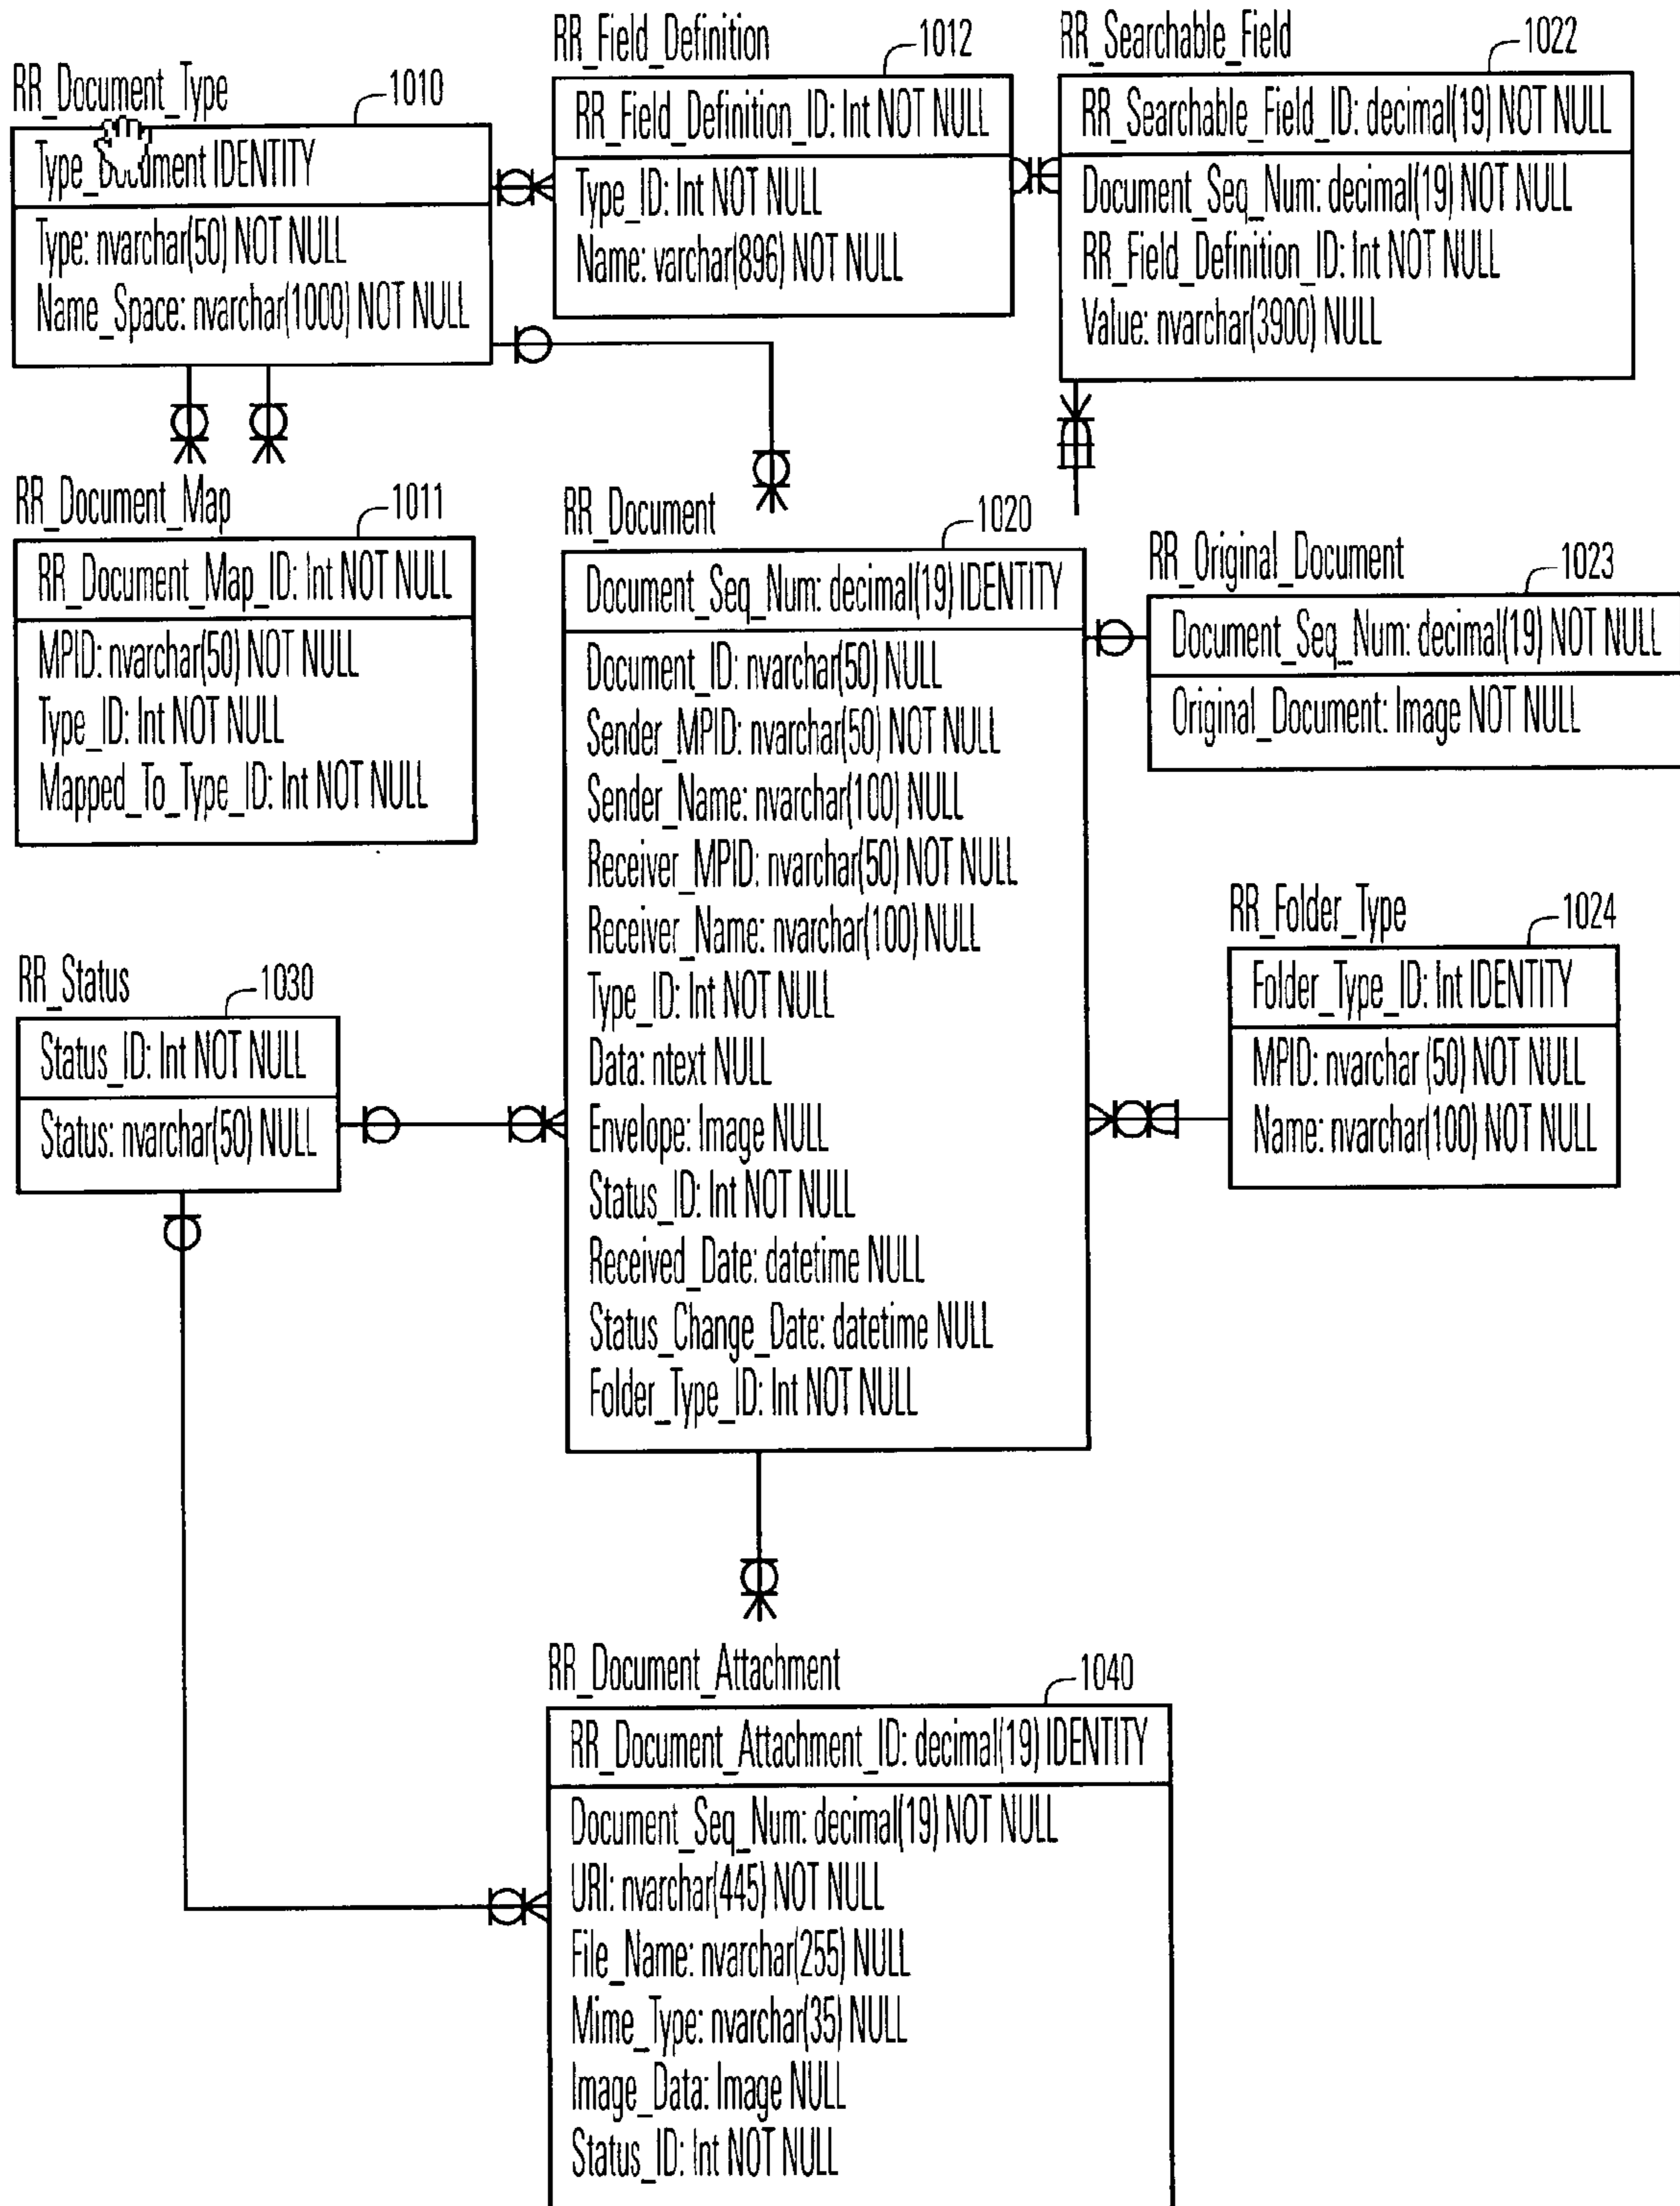 RR_Document_Type
1010
Type_Document IDENTITY
Type: nvarchar(50) NOT NULL
Name_Space: nvarchar(1000) NOT NULL
RR_Field_Definition
1012
RR_Field_Definition_ID: Int NOT NULL
Type_ID: Int NOT NULL
Name: varchar(896) NOT NULL
RR_Searchable_Field
1022
RR_Searchable_Field_ID: decimal(19) NOT NULL
Document_Seq_Num: decimal(19) NOT NULL
RR_Field_Definition_ID: Int NOT NULL
Value: nvarchar(3900) NULL
RR_Document_Map
1011
RR_Document_Map_ID: Int NOT NULL
MPID: nvarchar(50) NOT NULL
Type_ID: Int NOT NULL
Mapped_To_Type_ID: Int NOT NULL
RR_Document
1020
Document_Seq_Num: decimal(19) IDENTITY
Document_ID: nvarchar(50) NULL
Sender_MPID: nvarchar(50) NOT NULL
Sender_Name: nvarchar(100) NULL
Receiver_MPID: nvarchar(50) NOT NULL
Receiver_Name: nvarchar(100) NULL
Type_ID: Int NOT NULL
Data: ntext NULL
Envelope: Image NULL
Status_ID: Int NOT NULL
Received_Date: datetime NULL
Status_Change_Date: datetime NULL
Folder_Type_ID: Int NOT NULL
RR_Original_Document
1023
Document_Seq_Num: decimal(19) NOT NULL
Original_Document: Image NOT NULL
RR_Folder_Type
1024
Folder_Type_ID: Int IDENTITY
MPID: nvarchar (50) NOT NULL
Name: nvarchar(100) NOT NULL
RR_Status
1030
Status_ID: Int NOT NULL
Status: nvarchar(50) NULL
RR_Document_Attachment
1040
RR_Document_Attachment_ID: decimal(19) IDENTITY
Document_Seq_Num: decimal(19) NOT NULL
URI: nvarchar(445) NOT NULL
File_Name: nvarchar(255) NULL
Mime_Type: nvarchar(35) NULL
Image_Data: Image NULL
Status_ID: Int NOT NULL